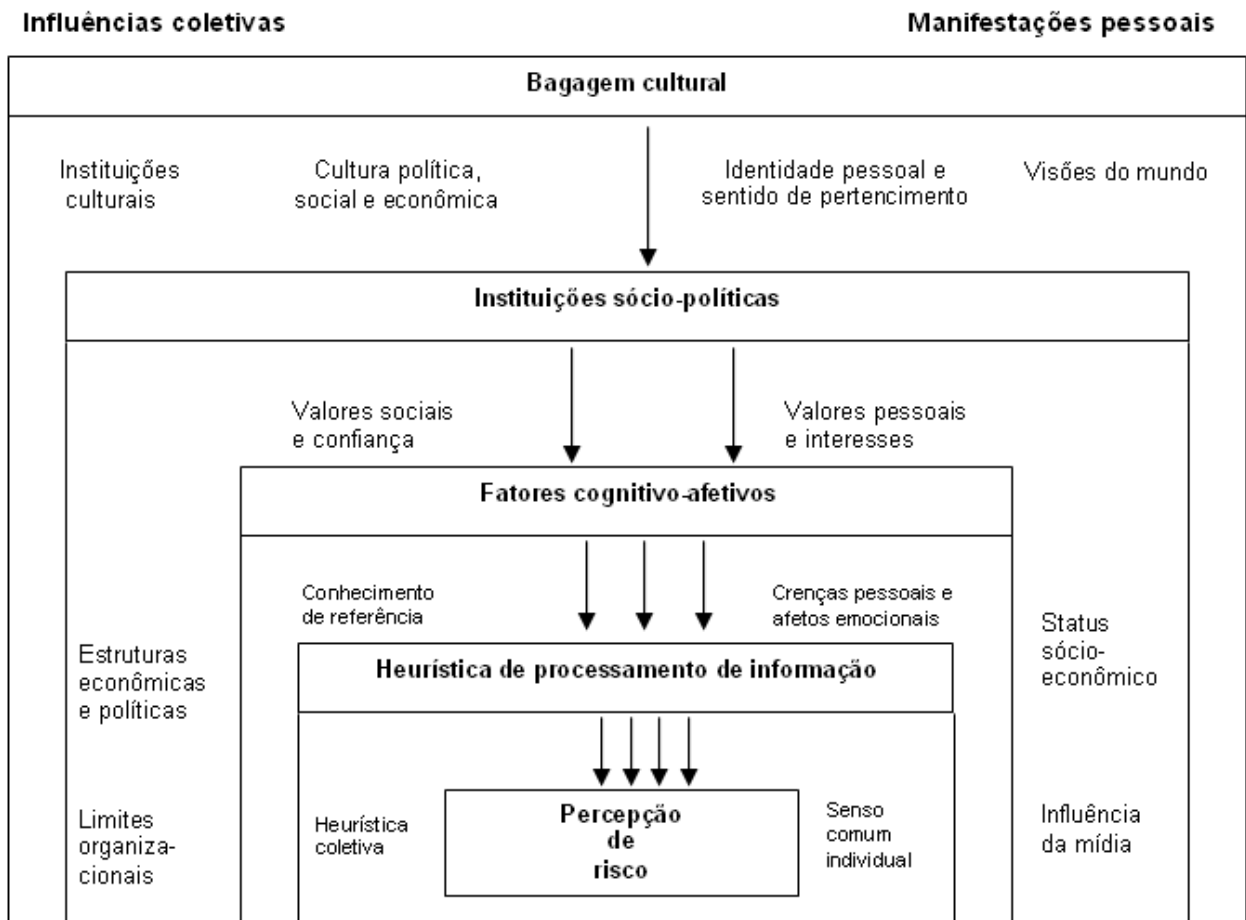 Influências coletivas
Manifestações pessoais
Bagagem cultural
Instituições
culturais
Cultura política,
social e econômica
Identidade pessoal e
sentido de pertencimento
Visões do mundo
Instituições sócio-políticas
Valores sociais
e confiança
Valores pessoais
e interesses
Fatores cognitivo-afetivos
Conhecimento
de referência
Crenças pessoais e
afetos emocionais
Estruturas
econômicas
e políticas
Status
sócio-
econômico
Heurística de processamento de informação
Limites
organiza-
cionais
Heurística
coletiva
Percepção
de
risco
Senso
comum
individual
Influência
da mídia